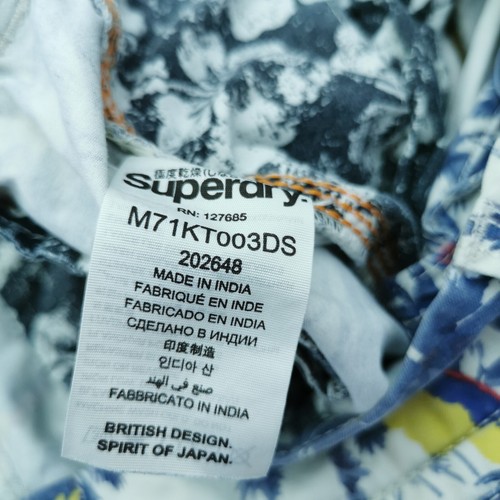 極度乾燥(しな
Superdry.
RN: 127685
M71KT003DS
202648
MADE IN INDIA
FABRIQUÉ EN INDE
FABRICADO EN INDIA
СДЕЛАНО В ИНДИИ
印度制造
인디아 산
صنع في الهند
FABBRICATO IN INDIA
BRITISH DESIGN.
SPIRIT OF JAPAN.